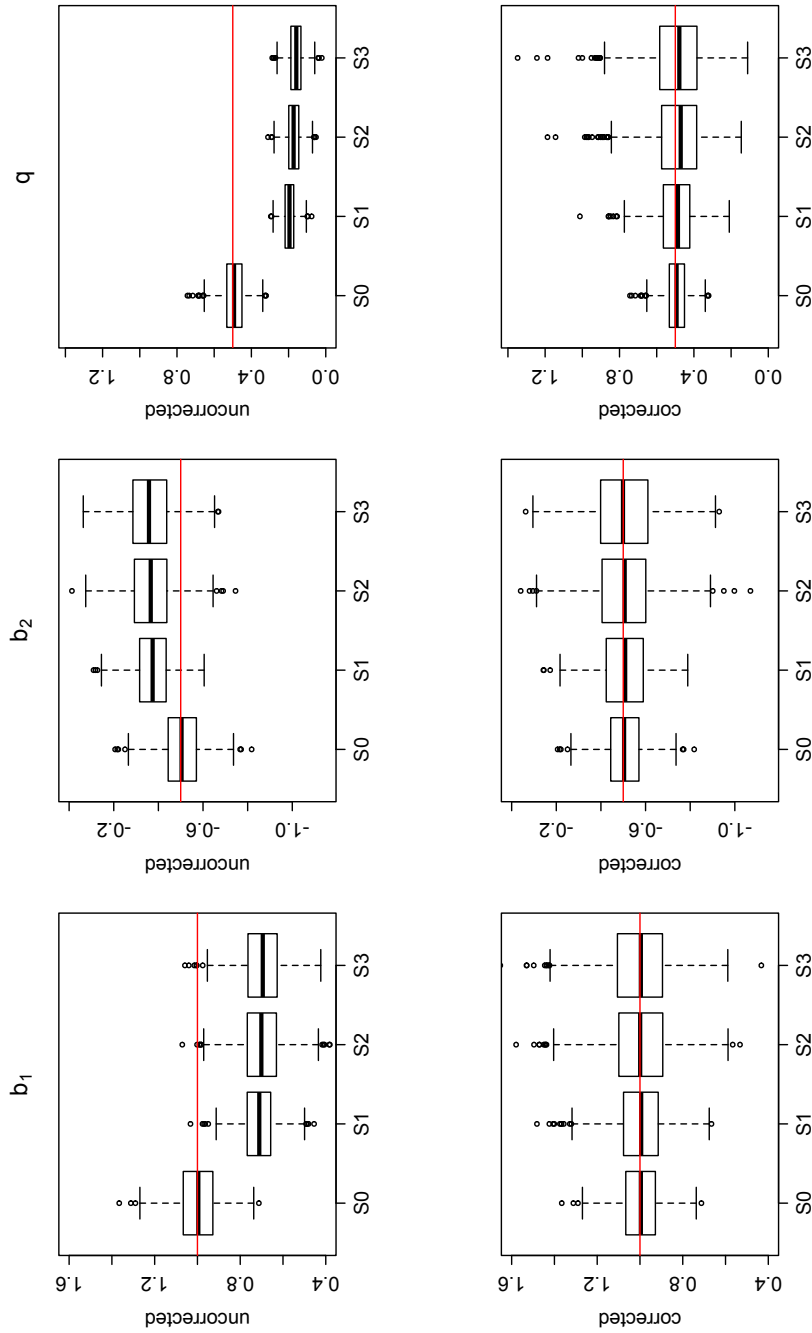 b₁
uncorrected
1.6
1.2
0.8
0.4
S0 S1 S2 S3
b₂
uncorrected
-0.2
-0.6
-1.0
S0 S1 S2 S3
q
uncorrected
1.2
0.8
0.4
0.0
S0 S1 S2 S3
corrected
1.6
1.2
0.8
0.4
S0 S1 S2 S3
corrected
-0.2
-0.6
-1.0
S0 S1 S2 S3
corrected
1.2
0.8
0.4
0.0
S0 S1 S2 S3